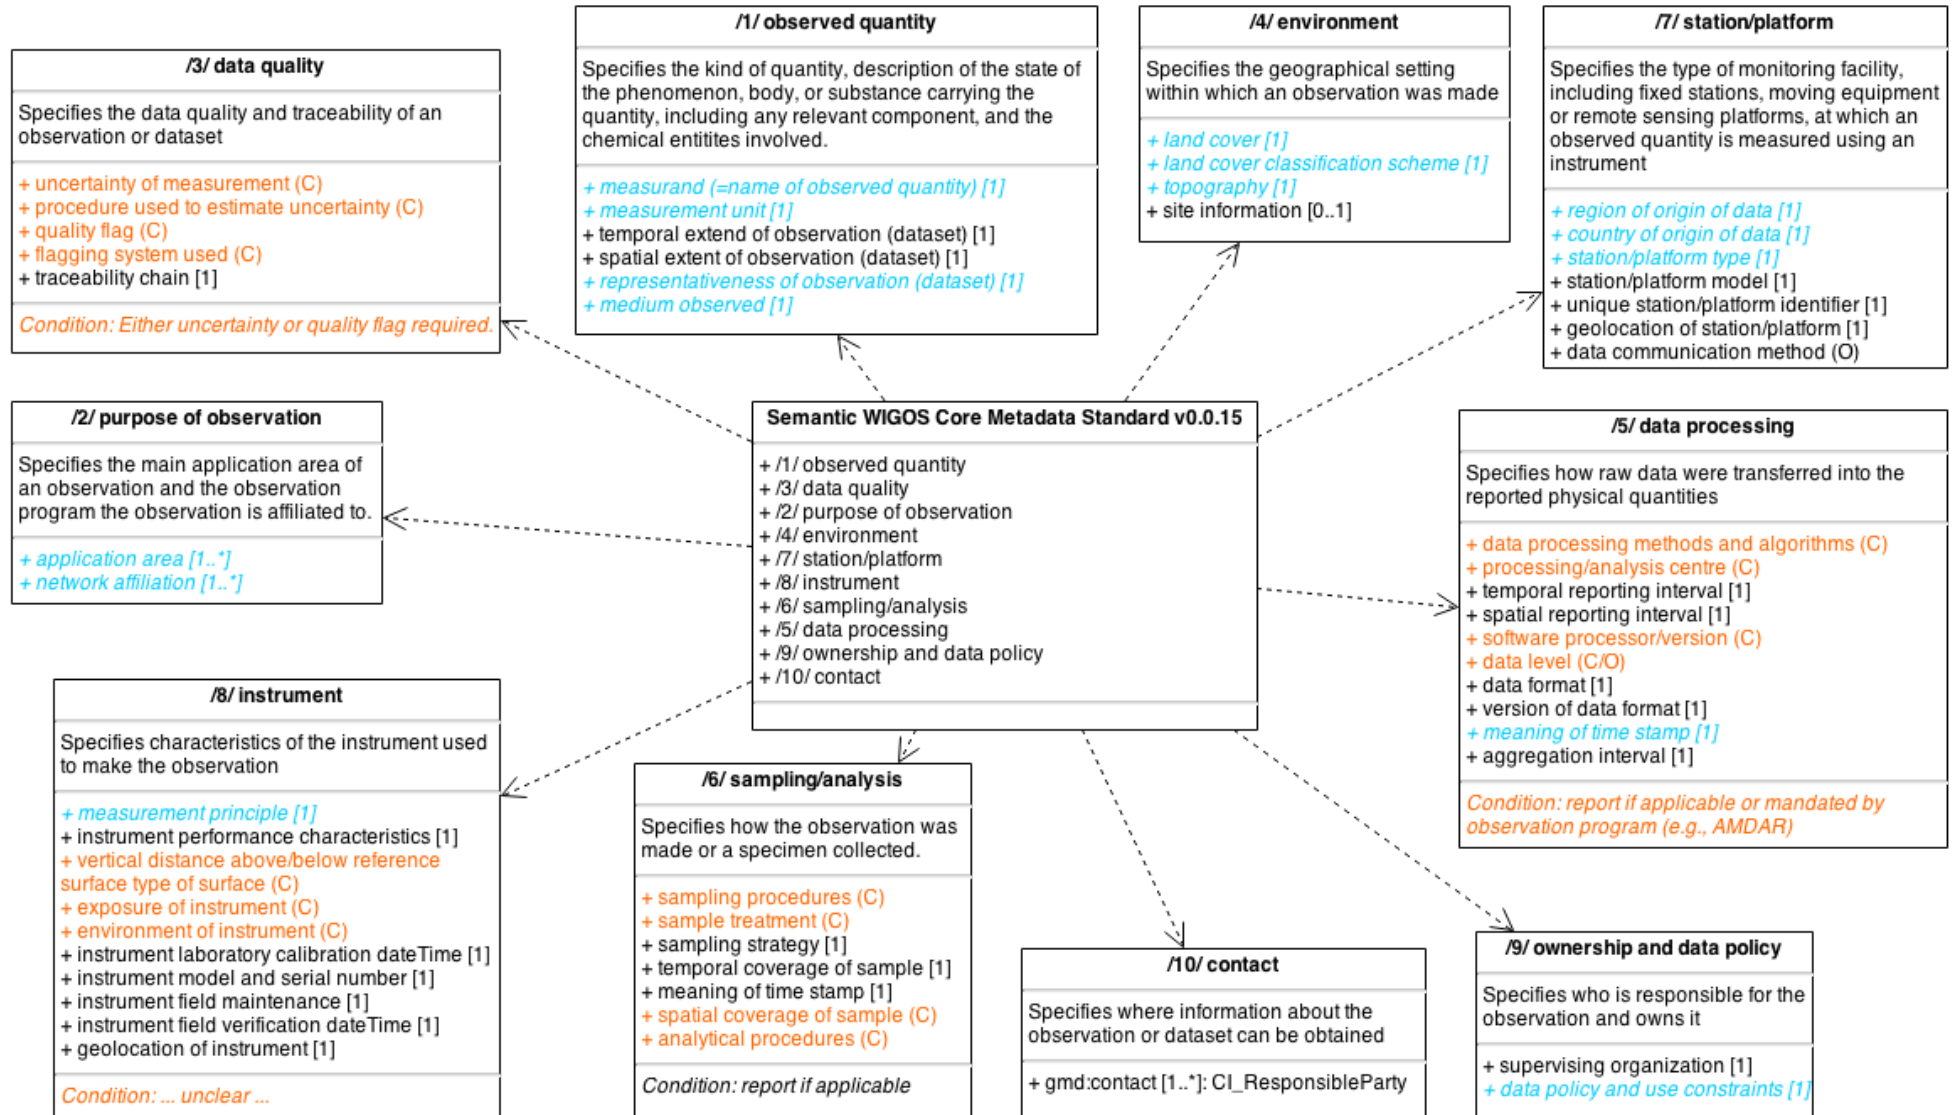 /3/ data quality
Specifies the data quality and traceability of an
observation or dataset
+ uncertainty of measurement (C)
+ procedure used to estimate uncertainty (C)
+ quality flag (C)
+ flagging system used (C)
+ traceability chain [1]
Condition: Either uncertainty or quality flag required.
/1/ observed quantity
Specifies the kind of quantity, description of the state of
the phenomenon, body, or substance carrying the
quantity, including any relevant component, and the
chemical entitites involved.
+ measurand (=name of observed quantity) [1]
+ measurement unit [1]
+ temporal extend of observation (dataset) [1]
+ spatial extent of observation (dataset) [1]
+ representativeness of observation (dataset) [1]
+ medium observed [1]
/4/ environment
Specifies the geographical setting
within which an observation was made
+ land cover [1]
+ land cover classification scheme [1]
+ topography [1]
+ site information [0..1]
/7/ station/platform
Specifies the type of monitoring facility,
including fixed stations, moving equipment
or remote sensing platforms, at which an
observed quantity is measured using an
instrument
+ region of origin of data [1]
+ country of origin of data [1]
+ station/platform type [1]
+ station/platform model [1]
+ unique station/platform identifier [1]
+ geolocation of station/platform [1]
+ data communication method (O)
/2/ purpose of observation
Specifies the main application area of
an observation and the observation
program the observation is affiliated to.
+ application area [1..*]
+ network affiliation [1..*]
Semantic WIGOS Core Metadata Standard v0.0.15
+ /1/ observed quantity
+ /3/ data quality
+ /2/ purpose of observation
+ /4/ environment
+ /7/ station/platform
+ /8/ instrument
+ /6/ sampling/analysis
+ /5/ data processing
+ /9/ ownership and data policy
+ /10/ contact
/5/ data processing
Specifies how raw data were transferred into the
reported physical quantities
+ data processing methods and algorithms (C)
+ processing/analysis centre (C)
+ temporal reporting interval [1]
+ spatial reporting interval [1]
+ software processor/version (C)
+ data level (C/O)
+ data format [1]
+ version of data format [1]
+ meaning of time stamp [1]
+ aggregation interval [1]
Condition: report if applicable or mandated by
observation program (e.g., AMDAR)
/8/ instrument
Specifies characteristics of the instrument used
to make the observation
+ measurement principle [1]
+ instrument performance characteristics [1]
+ vertical distance above/below reference
surface type of surface (C)
+ exposure of instrument (C)
+ environment of instrument (C)
+ instrument laboratory calibration dateTime [1]
+ instrument model and serial number [1]
+ instrument field maintenance [1]
+ instrument field verification dateTime [1]
+ geolocation of instrument [1]
Condition: ... unclear ...
/6/ sampling/analysis
Specifies how the observation was
made or a specimen collected.
+ sampling procedures (C)
+ sample treatment (C)
+ sampling strategy [1]
+ temporal coverage of sample [1]
+ meaning of time stamp [1]
+ spatial coverage of sample (C)
+ analytical procedures (C)
Condition: report if applicable
/10/ contact
Specifies where information about the
observation or dataset can be obtained
+ gmd:contact [1..*]: CI_ResponsibleParty
/9/ ownership and data policy
Specifies who is responsible for the
observation and owns it
+ supervising organization [1]
+ data policy and use constraints [1]